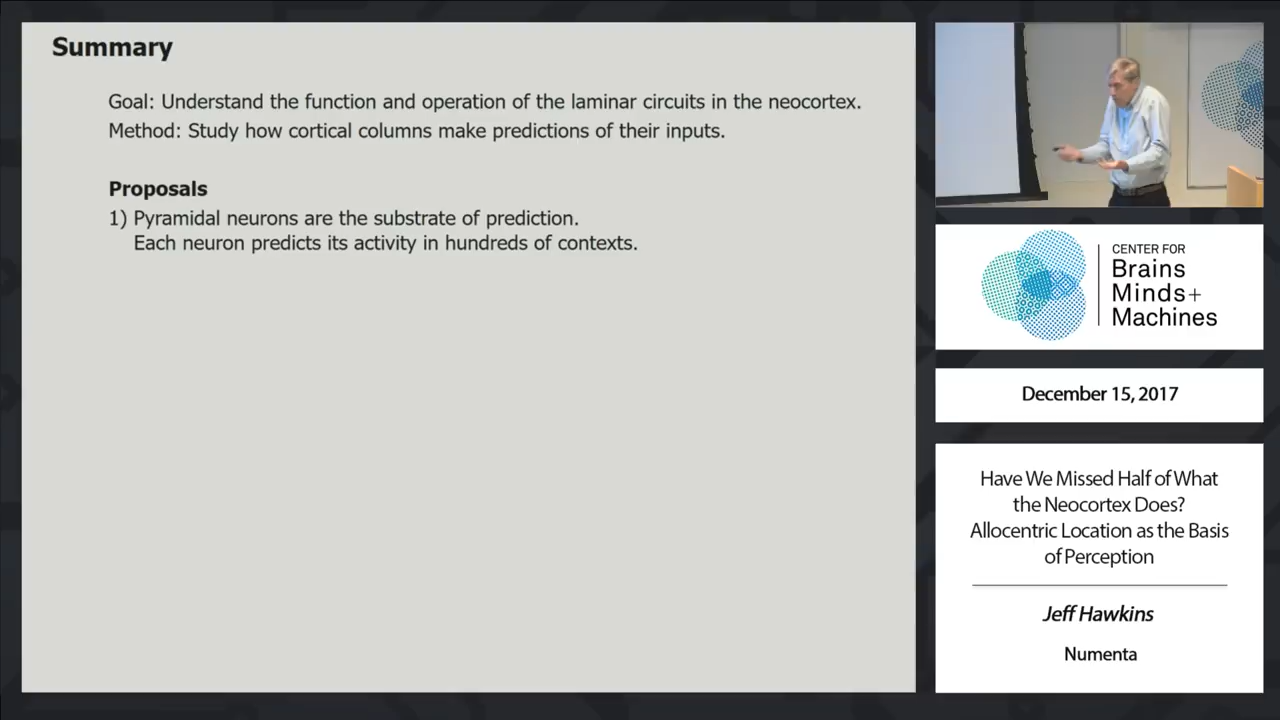 Summary
Goal: Understand the function and operation of the laminar circuits in the neocortex.
Method: Study how cortical columns make predictions of their inputs.
Proposals
1) Pyramidal neurons are the substrate of prediction.
Each neuron predicts its activity in hundreds of contexts.
CENTER FOR
Brains
Minds+
Machines
December 15, 2017
Have We Missed Half of What
the Neocortex Does?
Allocentric Location as the Basis
of Perception
Jeff Hawkins
Numenta